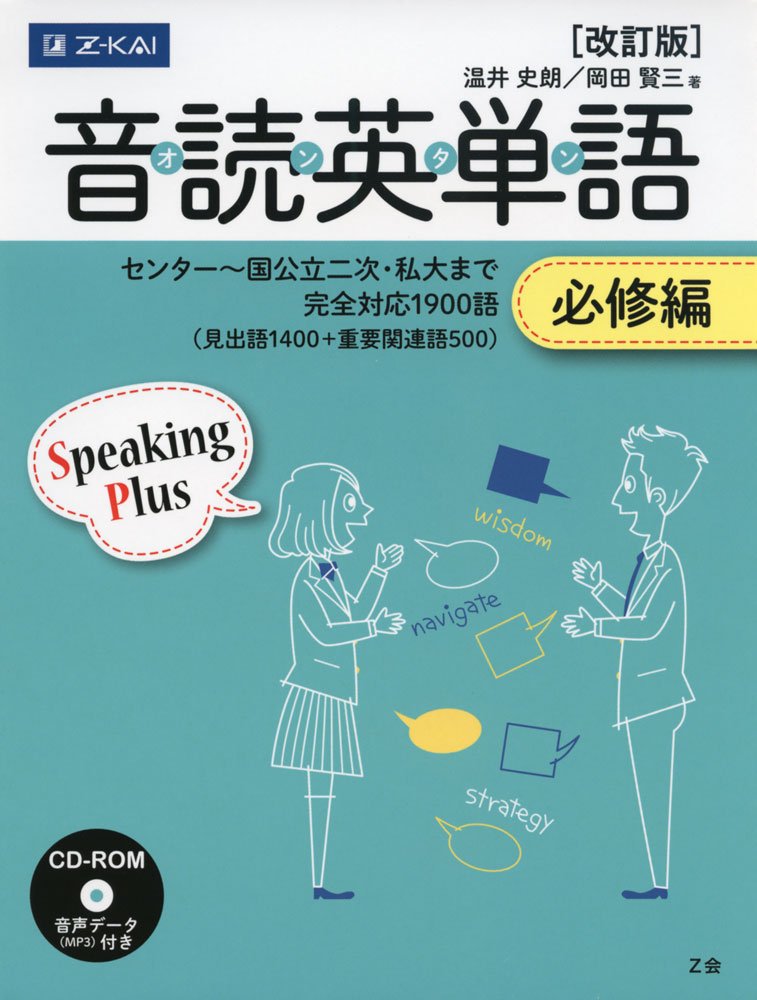 Z-KAI
[改訂版]
温井 史朗／岡田 賢三 著
音読英単語
オンタン
センター～国公立二次・私大まで
完全対応1900語
（見出語1400＋重要関連語500）
必修編
Speaking
Plus
wisdom
navigate
strategy
CD-ROM
音声データ
（MP3）付き
Z会